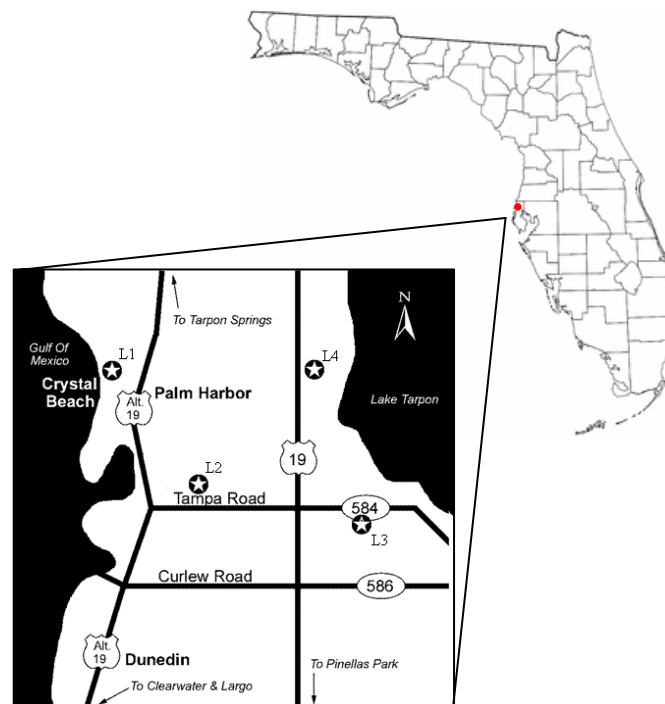 To Tarpon Springs
N
Gulf Of
Mexico
L1
L4
Crystal
Beach
Alt.
19
Palm Harbor
Lake Tarpon
19
L2
Tampa Road
584
L3
Curlew Road
586
Alt.
19
Dunedin
To Pinellas Park
To Clearwater & Largo